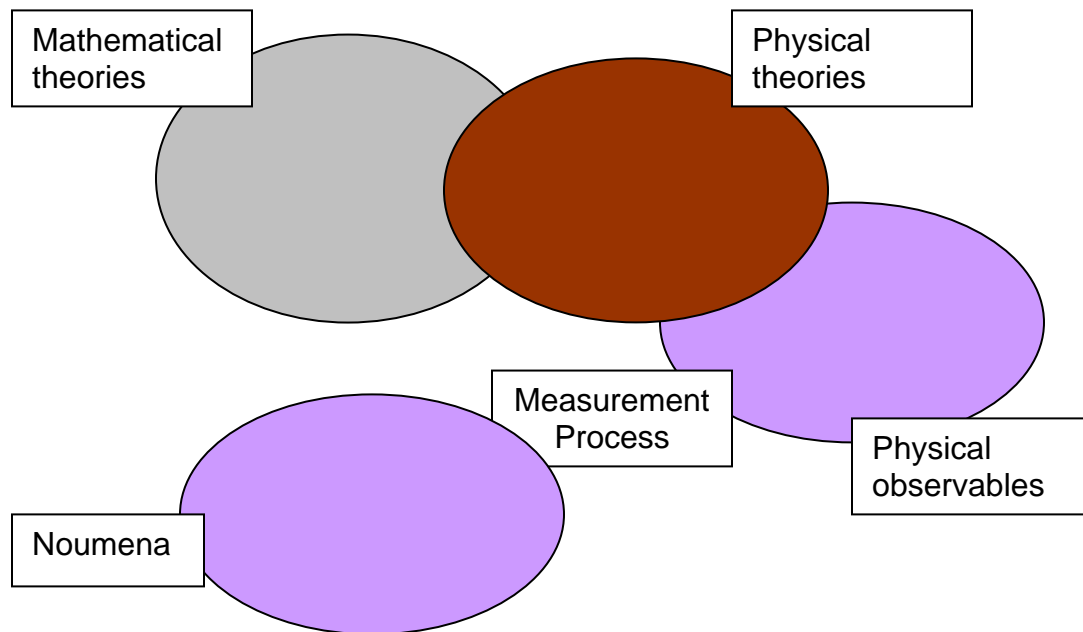 Mathematical
theories
Physical
theories
Measurement
Process
Physical
observables
Noumena